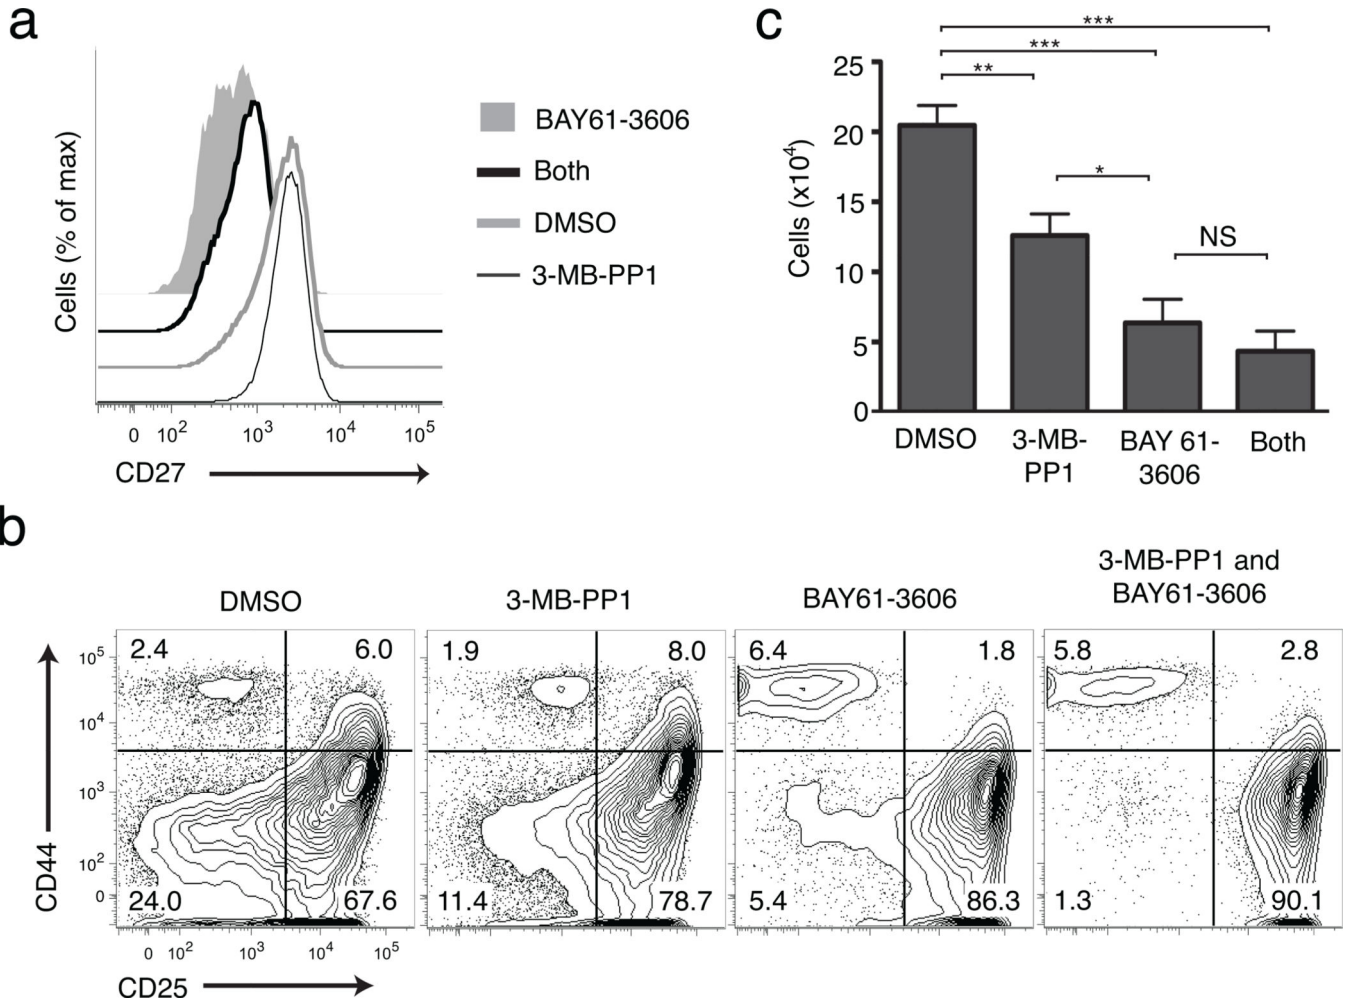 a
Cells (% of max)
BAY61-3606
Both
DMSO
3-MB-PP1
0 10² 10³ 10⁴ 10⁵
CD27
c
***
***
**
*
NS
Cells (x10⁴)
25
20
15
10
5
0
DMSO
3-MB-
PP1
BAY 61-
3606
Both
b
DMSO
3-MB-PP1
BAY61-3606
3-MB-PP1 and
BAY61-3606
CD44
10⁵
10⁴
10³
10²
0
2.4 6.0
24.0 67.6
1.9 8.0
11.4 78.7
6.4 1.8
5.4 86.3
5.8 2.8
1.3 90.1
0 10² 10³ 10⁴ 10⁵
CD25